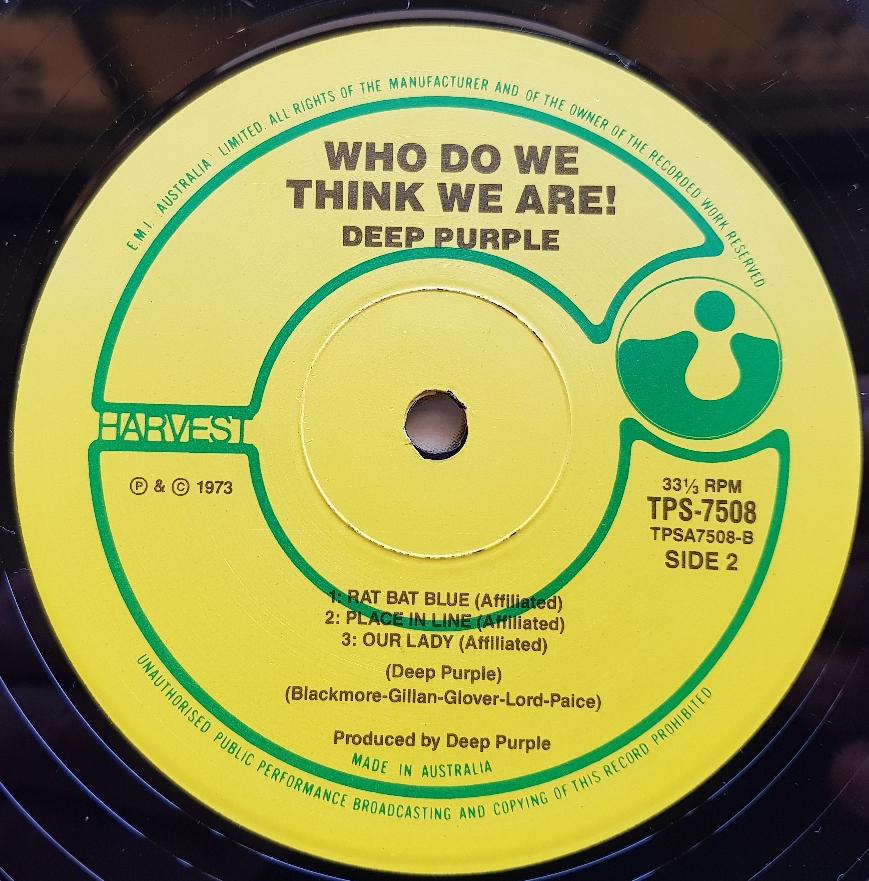 E.M.I. AUSTRALIA LIMITED. ALL RIGHTS OF THE MANUFACTURER AND OF THE OWNER OF THE RECORDED WORK RESERVED
WHO DO WE
THINK WE ARE!
DEEP PURPLE
HARVEST
Ⓟ & © 1973
33⅓ RPM
TPS-7508
TPSA7508-B
SIDE 2
1: RAT BAT BLUE (Affiliated)
2: PLACE IN LINE (Affiliated)
3: OUR LADY (Affiliated)
(Deep Purple)
(Blackmore-Gillan-Glover-Lord-Paice)
Produced by Deep Purple
MADE IN AUSTRALIA
UNAUTHORISED PUBLIC PERFORMANCE BROADCASTING AND COPYING OF THIS RECORD PROHIBITED